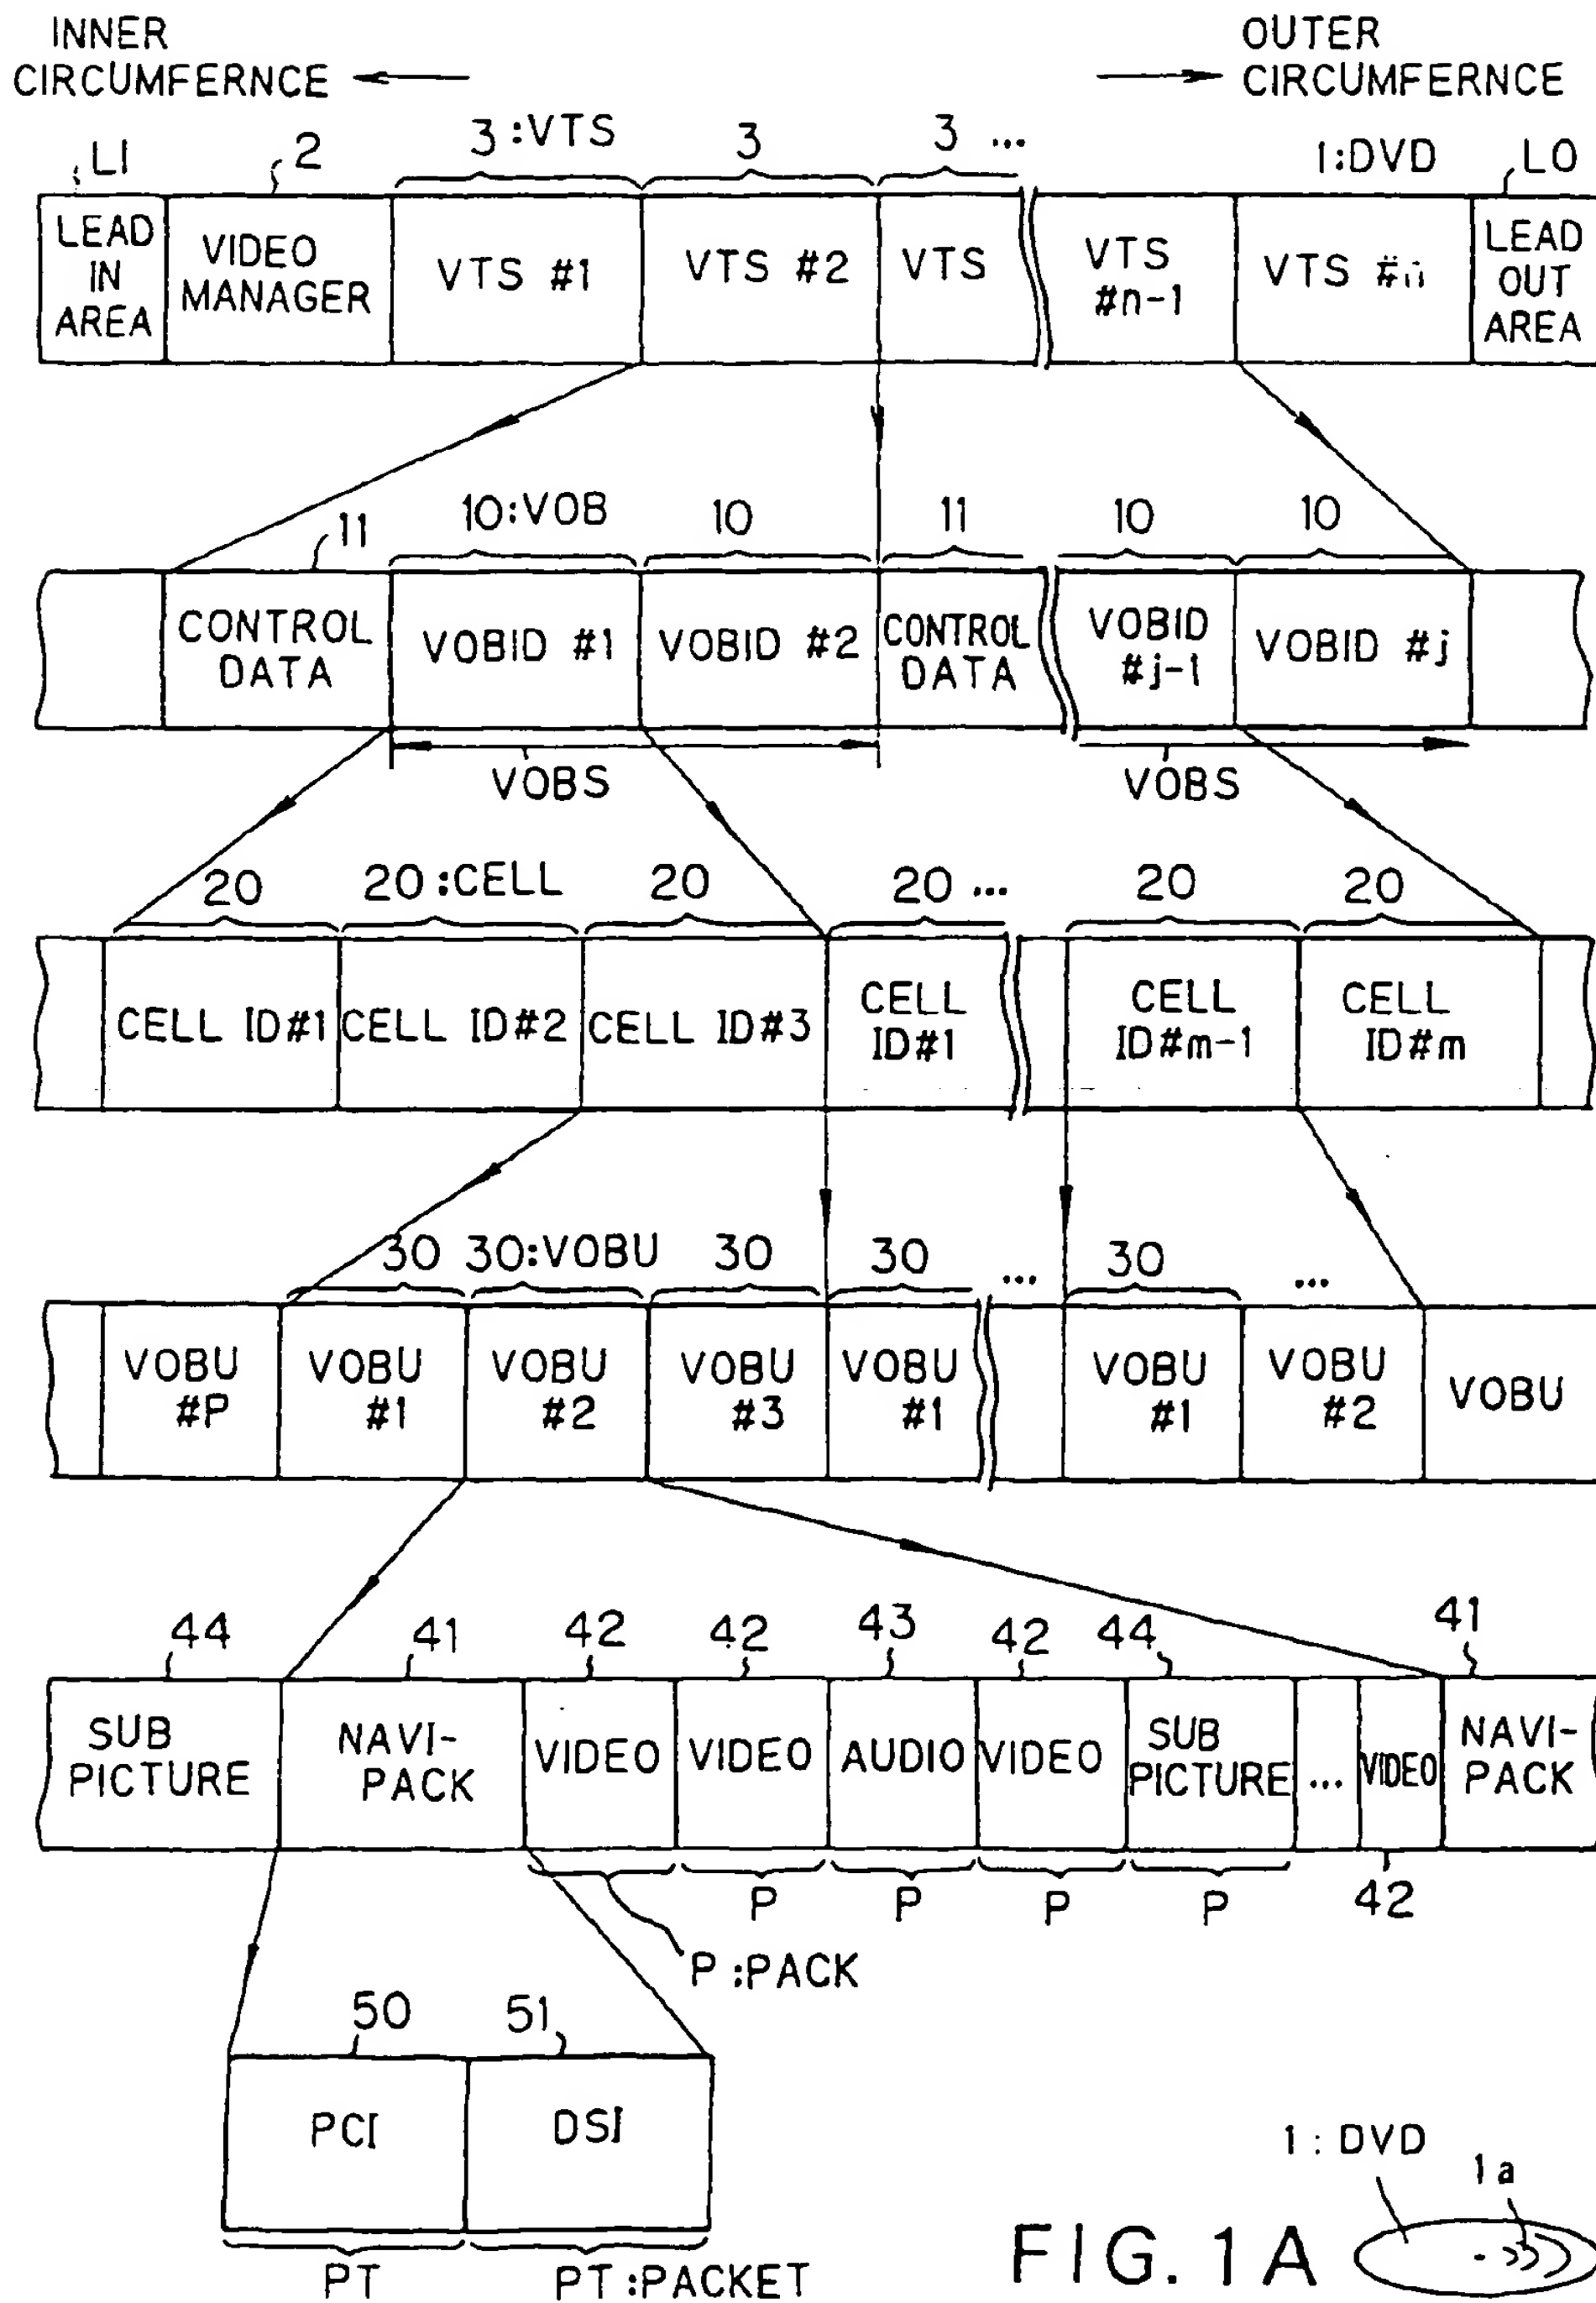 INNER
CIRCUMFERNCE
OUTER
CIRCUMFERNCE
LI
2
3:VTS
3
3 ...
1:DVD
LO
LEAD
IN
AREA
VIDEO
MANAGER
VTS #1
VTS #2
VTS
VTS
#n-1
VTS #n
LEAD
OUT
AREA
11
10:VOB
10
11
10
10
CONTROL
DATA
VOBID #1
VOBID #2
CONTROL
DATA
VOBID
#j-1
VOBID #j
VOBS
VOBS
20
20:CELL
20
20 ...
20
20
CELL ID#1
CELL ID#2
CELL ID#3
CELL
ID#1
CELL
ID#m-1
CELL
ID#m
30
30:VOBU
30
30
...
30
...
VOBU
#P
VOBU
#1
VOBU
#2
VOBU
#3
VOBU
#1
VOBU
#1
VOBU
#2
VOBU
44
41
42
42
43
42
44
41
SUB
PICTURE
NAVI-
PACK
VIDEO
VIDEO
AUDIO
VIDEO
SUB
PICTURE
...
VIDEO
NAVI-
PACK
P
P
P
P
42
P:PACK
50
51
PCI
DSI
PT
PT:PACKET
1:DVD
1a
FIG. 1A